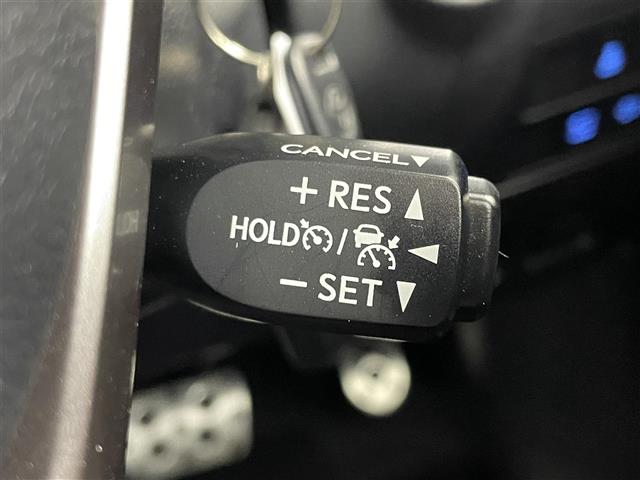 CANCEL▼
+ RES ▲
HOLD / ◀
− SET ▼